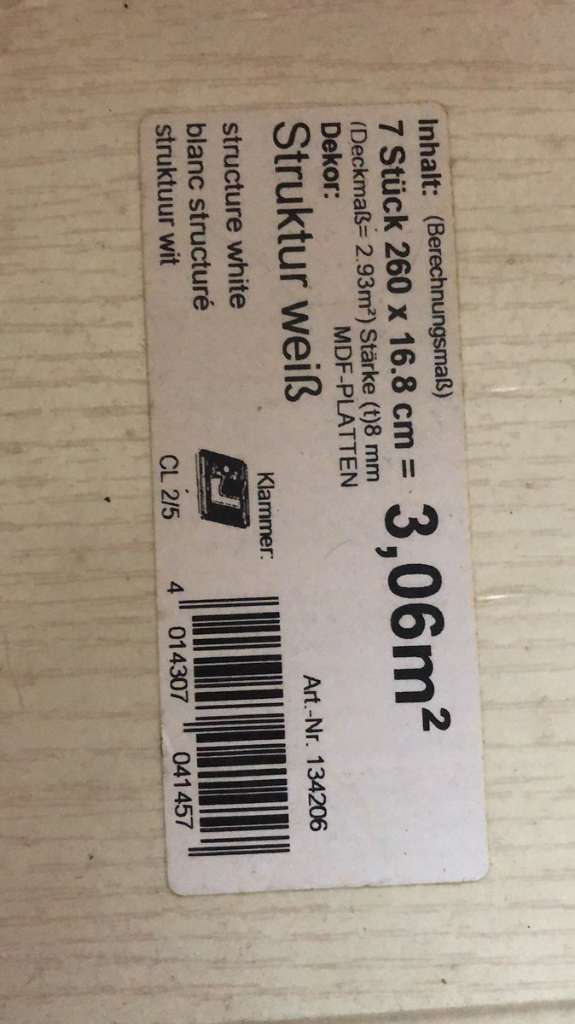 Inhalt: (Berechnungsmaß)
7 Stück 260 x 16.8 cm = 3,06m²
(Deckmaß= 2.93m²) Stärke (t)8 mm
Dekor: MDF-PLATTEN
Struktur weiß
structure white
blanc structuré
struktuur wit
Klammer:
CL 2/5
Art.-Nr. 134206
4 014307 041457